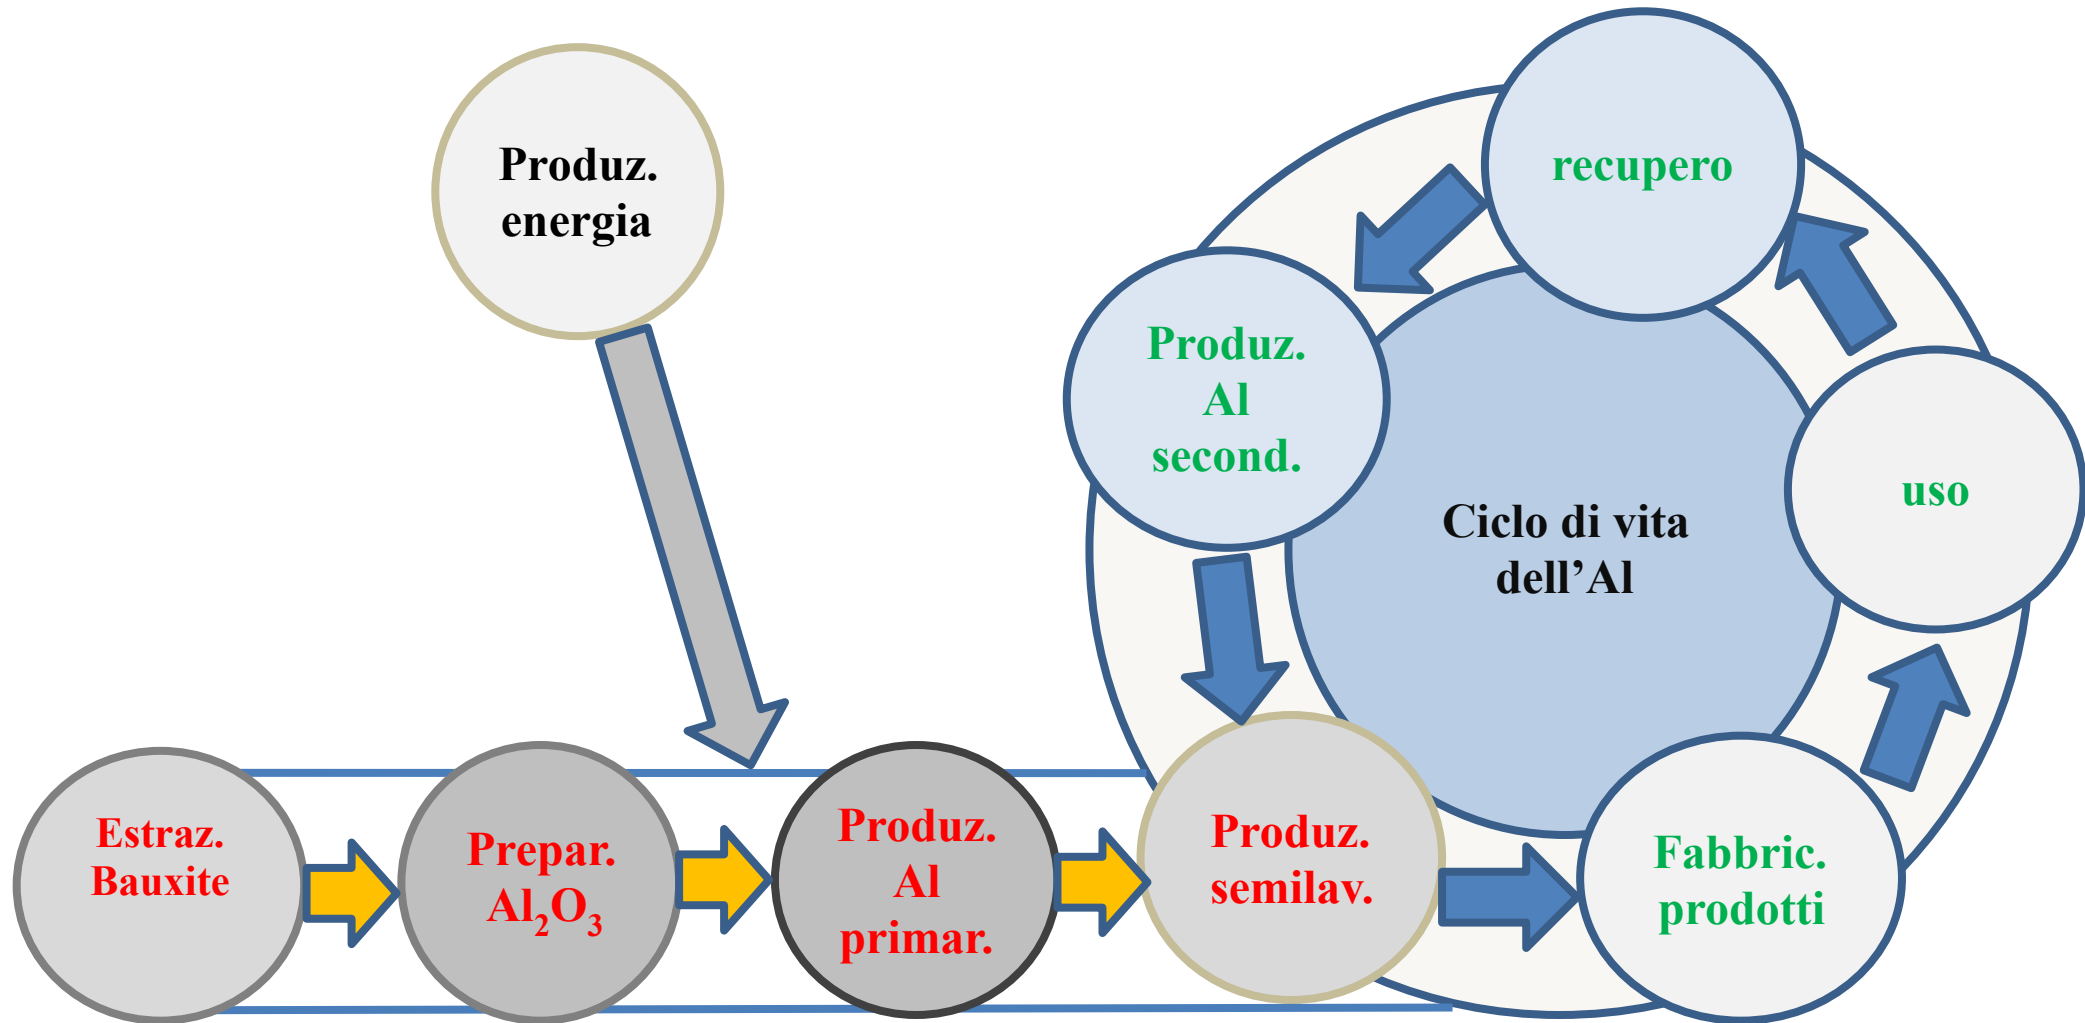 Produz.
energia
recupero
Produz.
Al
second.
uso
Ciclo di vita
dell’Al
Estraz.
Bauxite
Prepar.
Al₂O₃
Produz.
Al
primar.
Produz.
semilav.
Fabbric.
prodotti